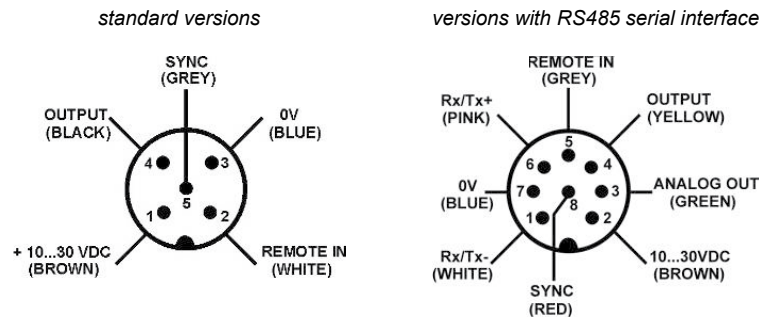 standard versions
SYNC
(GREY)
OUTPUT
(BLACK)
0V
(BLUE)
4
3
5
1
2
+ 10...30 VDC
(BROWN)
REMOTE IN
(WHITE)
versions with RS485 serial interface
REMOTE IN
(GREY)
Rx/Tx+
(PINK)
OUTPUT
(YELLOW)
5
6
4
0V
(BLUE)
7
3
ANALOG OUT
(GREEN)
8
1
2
Rx/Tx-
(WHITE)
10...30VDC
(BROWN)
SYNC
(RED)